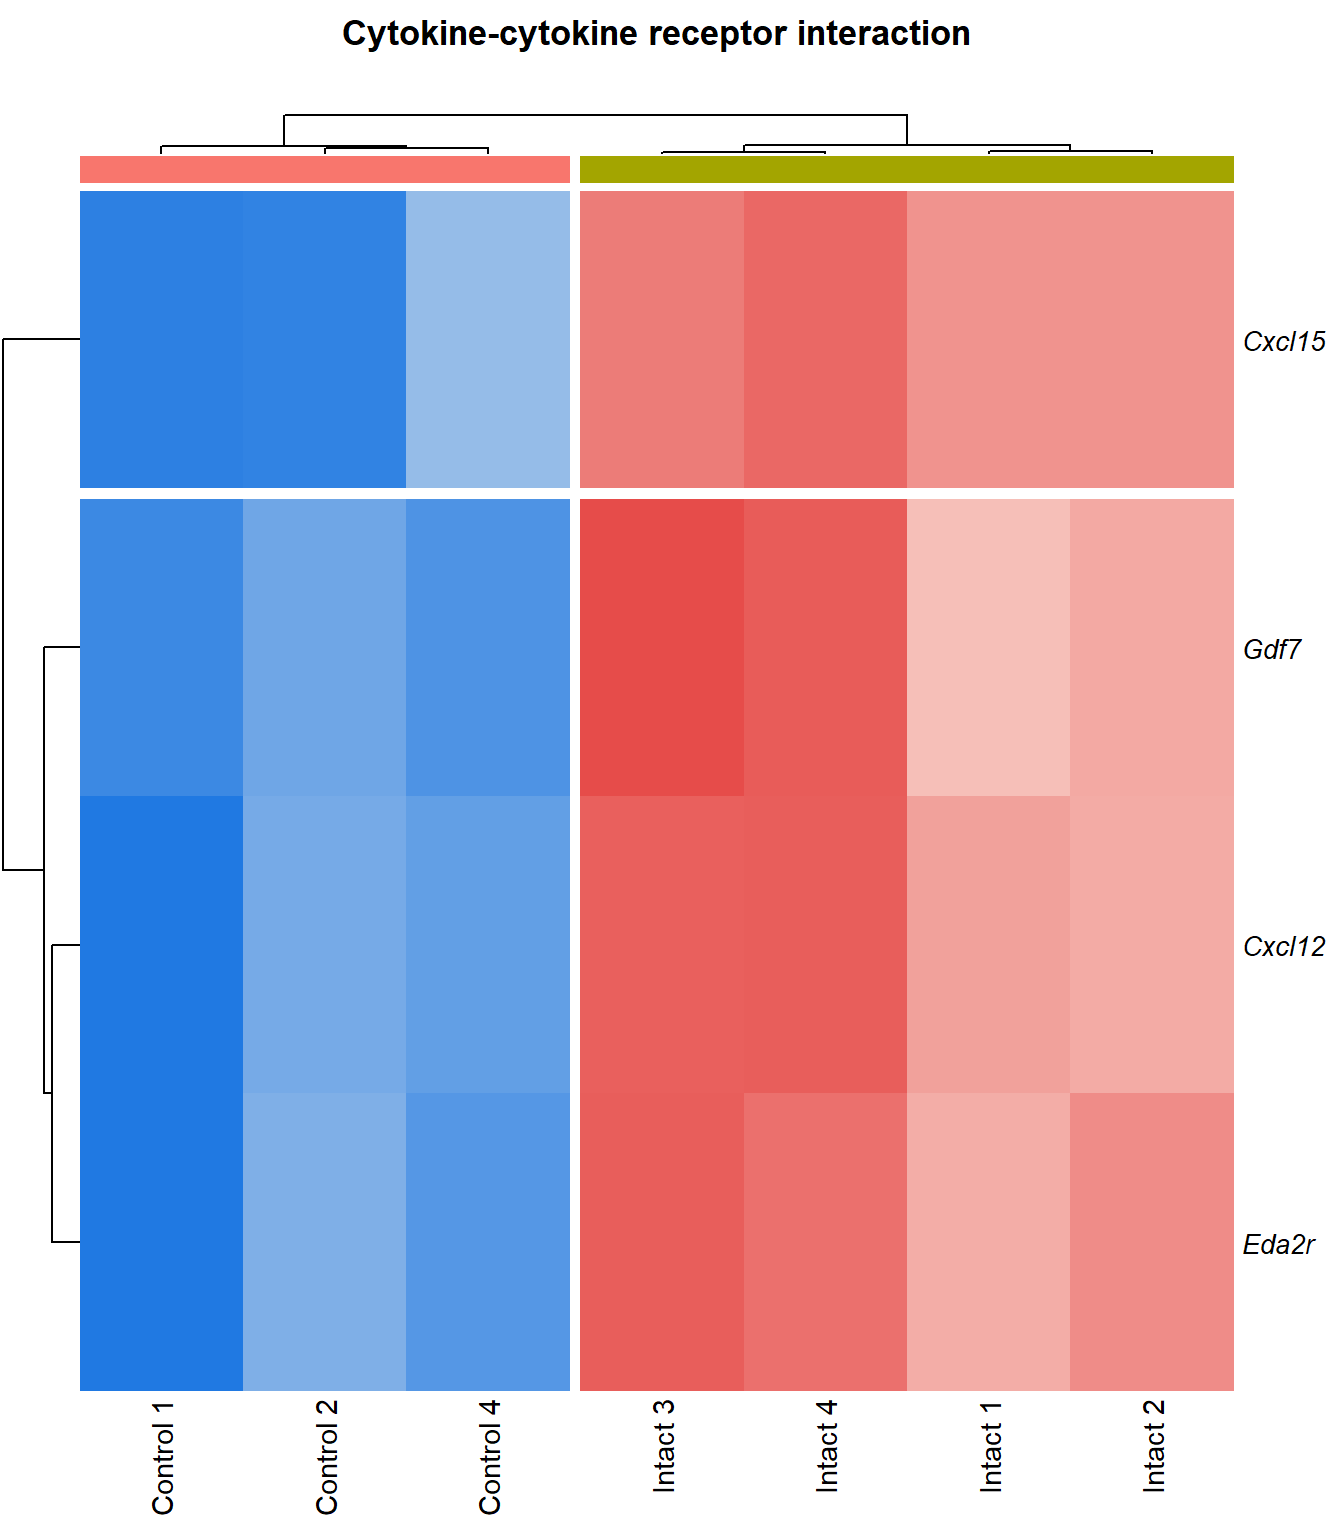 Cytokine-cytokine receptor interaction
Cxcl15
Gdf7
Cxcl12
Eda2r
Control 1
Control 2
Control 4
Intact 3
Intact 4
Intact 1
Intact 2